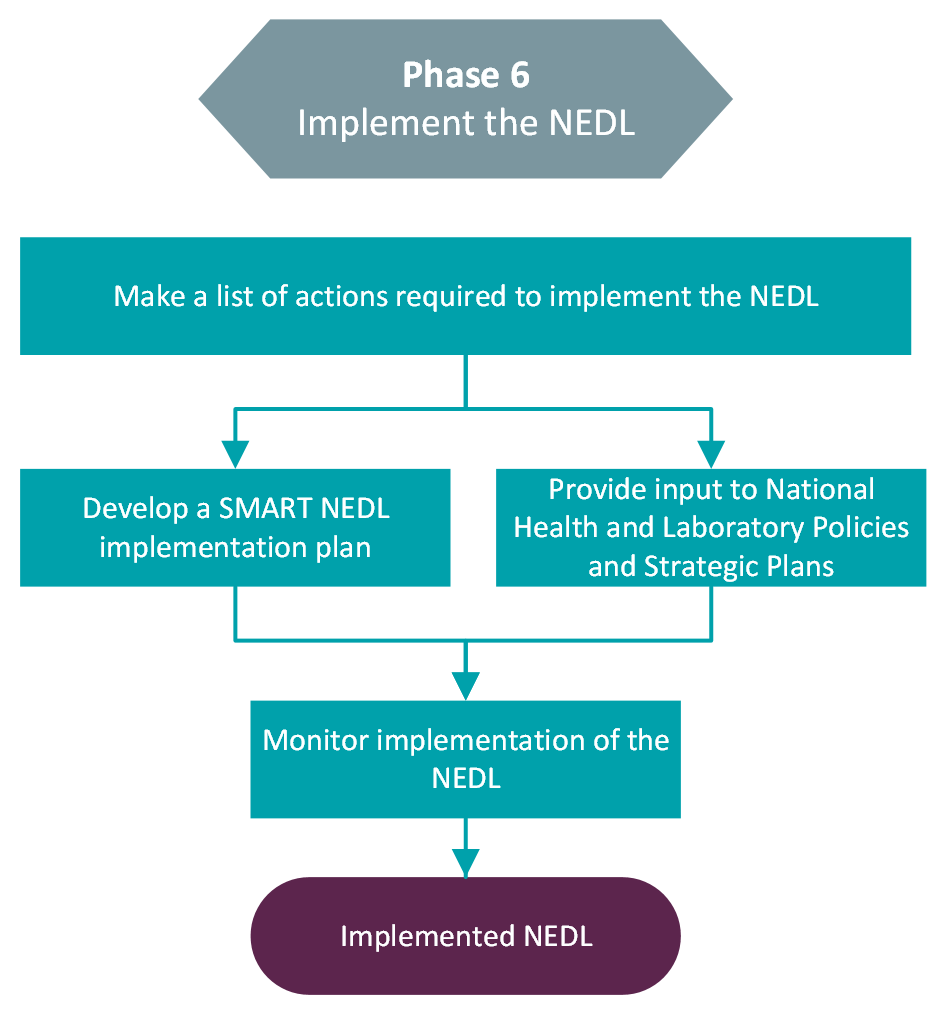 Phase 6
Implement the NEDL
Make a list of actions required to implement the NEDL
Develop a SMART NEDL
implementation plan
Provide input to National
Health and Laboratory Policies
and Strategic Plans
Monitor implementation of the
NEDL
Implemented NEDL